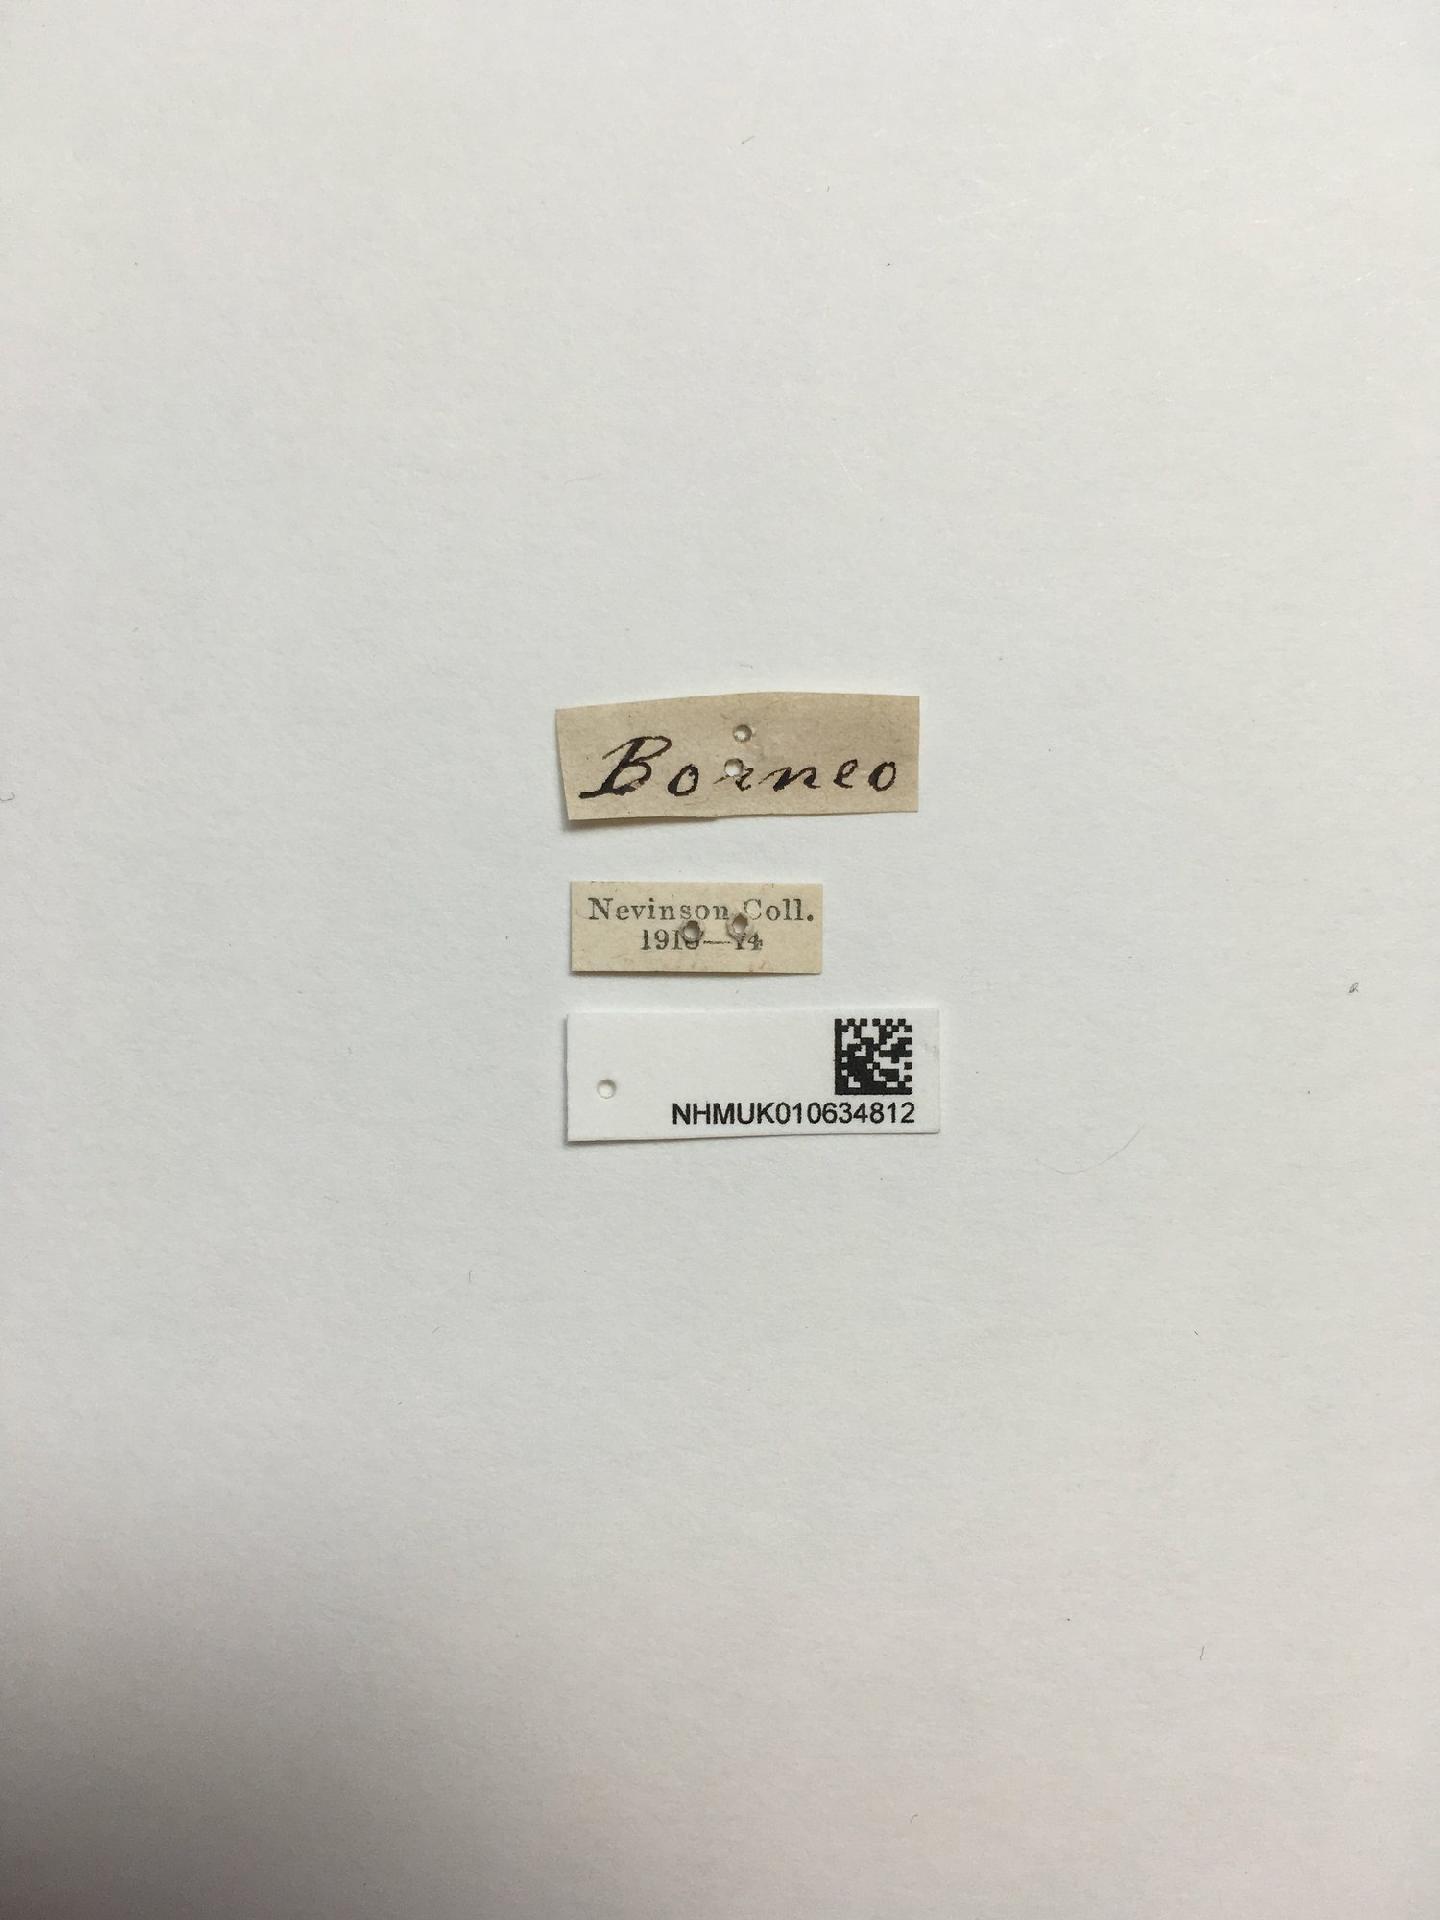 Borneo
Nevinson Coll.
1918—14
NHMUK010634812